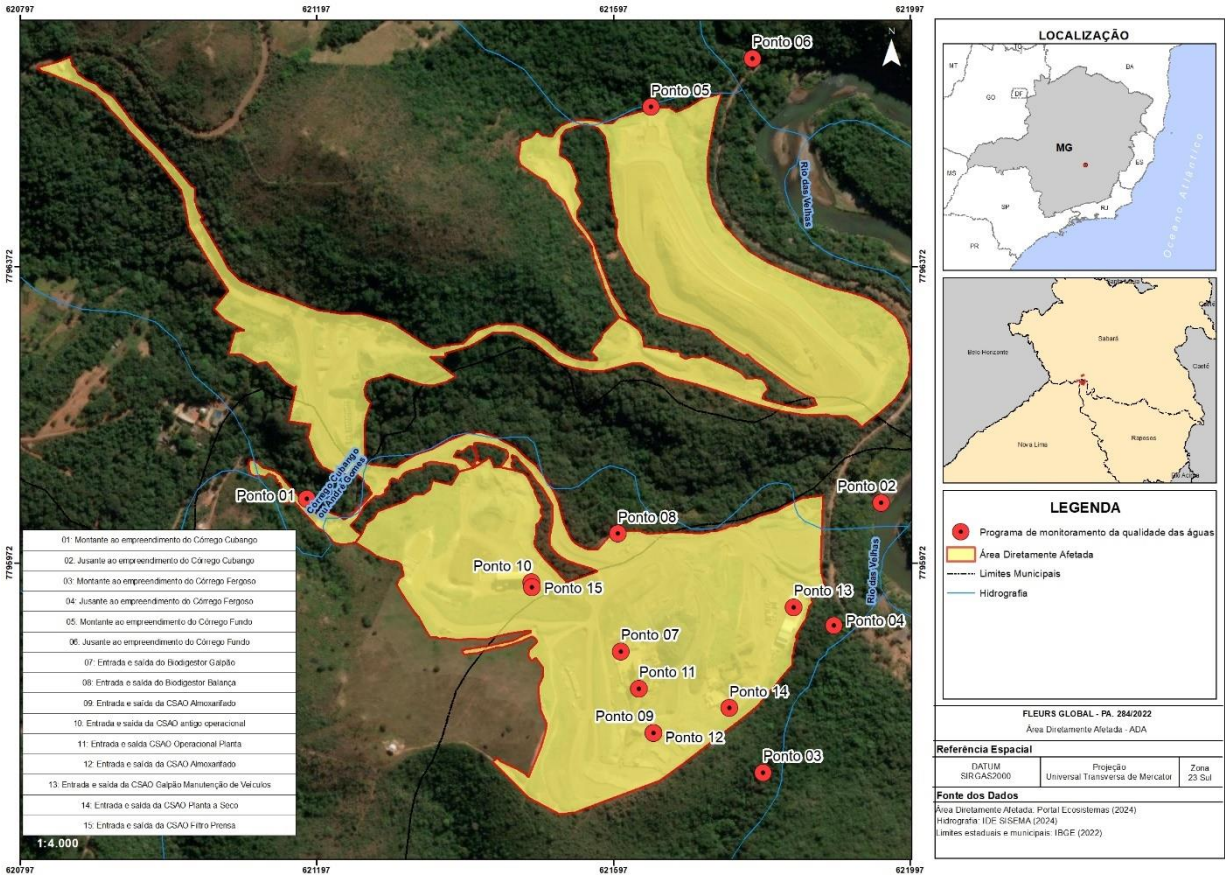 620797
621197
621597
621997
7796372
7795972
7796372
7795972
620797
621197
621597
621997
N
Ponto 06
Ponto 05
Rio das Velhas
Ponto 01
Córrego Cubango
ou André Gomes
Ponto 02
Ponto 08
Rio das Velhas
Ponto 10
Ponto 15
Ponto 13
Ponto 04
Ponto 07
Ponto 11
Ponto 14
Ponto 09
Ponto 12
Ponto 03
01: Montante ao empreendimento do Córrego Cubango
02: Jusante ao empreendimento do Córrego Cubango
03: Montante ao empreendimento do Córrego Fergoso
04: Jusante ao empreendimento do Córrego Fergoso
05: Montante ao empreendimento do Córrego Fundo
06: Jusante ao empreendimento do Córrego Fundo
07: Entrada e saída do Biodigestor Galpão
08: Entrada e saída do Biodigestor Balança
09: Entrada e saída da CSAO Almoxarifado
10: Entrada e saída da CSAO antigo operacional
11: Entrada e saída CSAO Operacional Planta
12: Entrada e saída da CSAO Almoxarifado
13: Entrada e saída da CSAO Galpão Manutenção de Veículos
14: Entrada e saída da CSAO Planta a Seco
15: Entrada e saída da CSAO Filtro Prensa
1:4.000
LOCALIZAÇÃO
MT
GO
DF
BA
MG
ES
MS
SP
RJ
PR
Oceano Atlântico
Belo Horizonte
Sabará
Caeté
Nova Lima
Raposos
LEGENDA
Programa de monitoramento da qualidade das águas
Área Diretamente Afetada
Limites Municipais
Hidrografia
FLEURS GLOBAL - PA. 284/2022
Área Diretamente Afetada - ADA
Referência Espacial
DATUM
SIRGAS2000
Projeção
Universal Transversa de Mercator
Zona
23 Sul
Fonte dos Dados
Área Diretamente Afetada: Portal Ecosistemas (2024)
Hidrografia: IDE SISEMA (2024)
Limites estaduais e municipais: IBGE (2022)